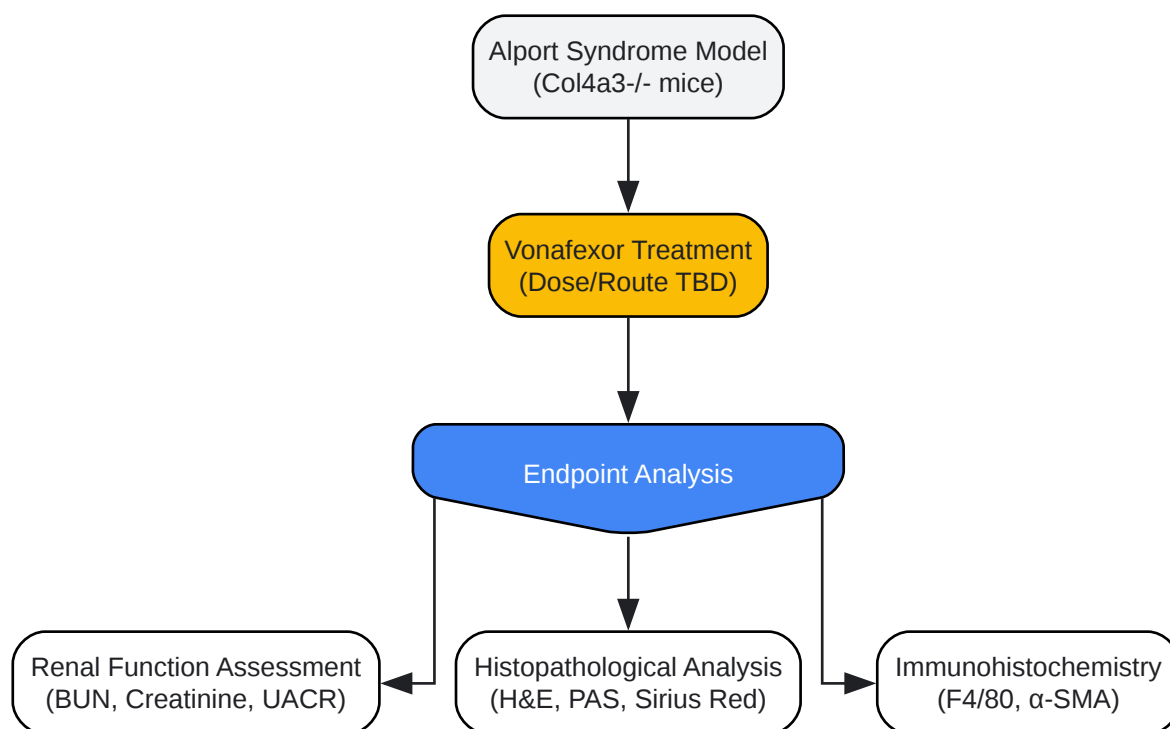 Alport Syndrome Model
(Col4a3-/- mice)
Vonafexor Treatment
(Dose/Route TBD)
Endpoint Analysis
Renal Function Assessment
(BUN, Creatinine, UACR)
Histopathological Analysis
(H&E, PAS, Sirius Red)
Immunohistochemistry
(F4/80, α-SMA)